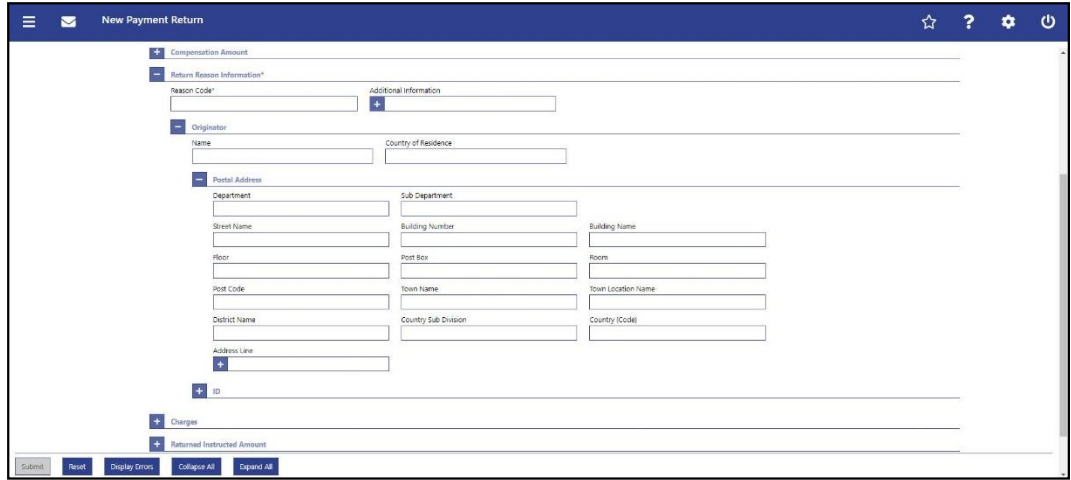 New Payment Return
Compensation Amount
Return Reason Information*
Reason Code* Additional Information
Originator
Name Country of Residence
Postal Address
Department Sub Department
Street Name Building Number Building Name
Floor Post Box Room
Post Code Town Name Town Location Name
District Name Country Sub Division Country (Code)
Address Line
ID
Charges
Returned Instructed Amount
Submit Reset Display Errors Collapse All Expand All